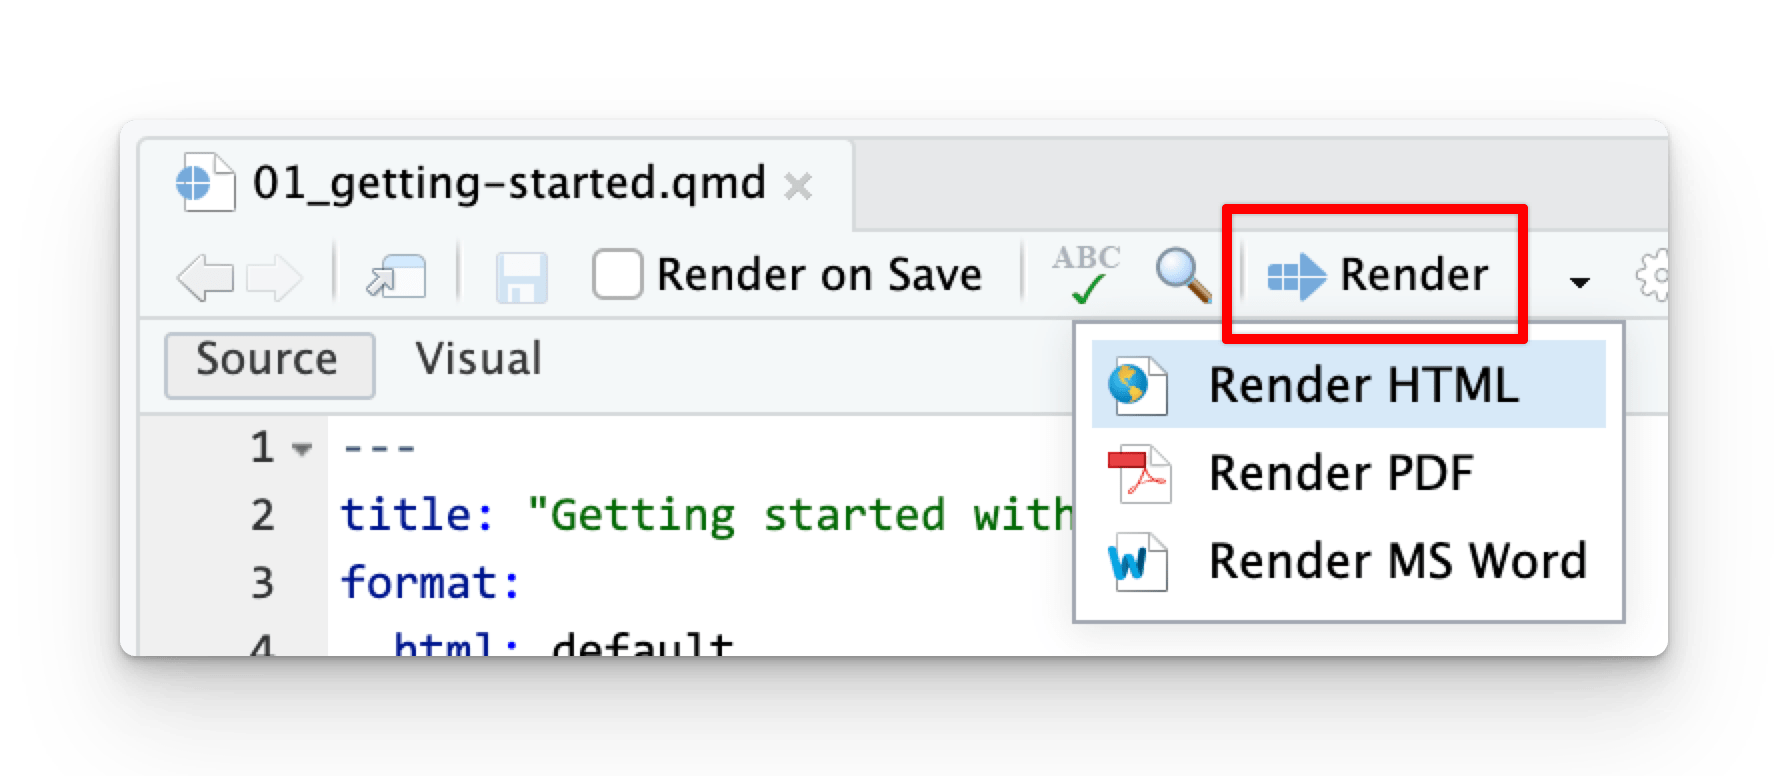 01_getting-started.qmd
Render on Save
ABC
Render
Source
Visual
Render HTML
Render PDF
Render MS Word
1
---
2
title: "Getting started with
3
format:
4
html: default